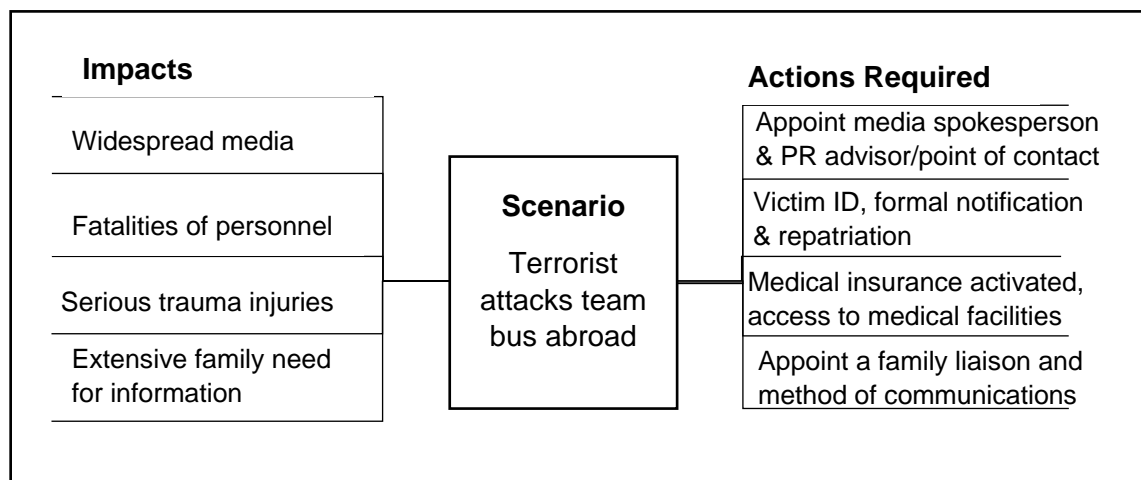 Impacts
Widespread media
Fatalities of personnel
Serious trauma injuries
Extensive family need
for information
Scenario
Terrorist
attacks team
bus abroad
Actions Required
Appoint media spokesperson
& PR advisor/point of contact
Victim ID, formal notification
& repatriation
Medical insurance activated,
access to medical facilities
Appoint a family liaison and
method of communications